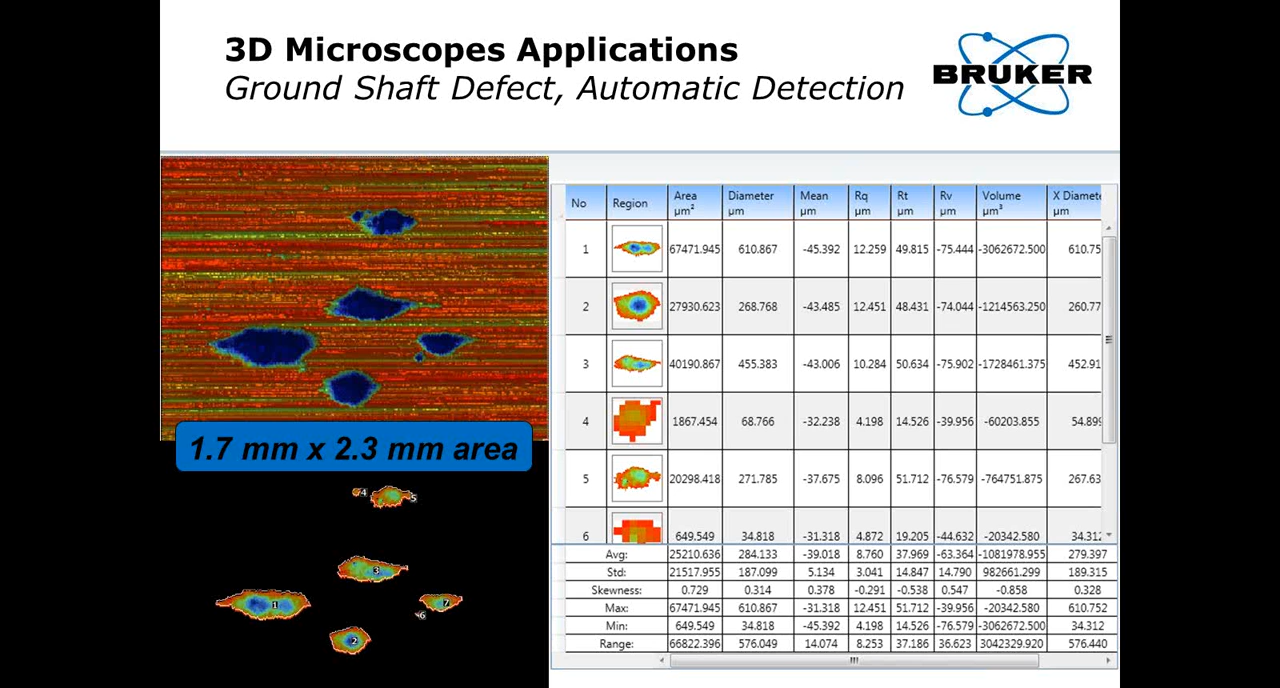 3D Microscopes Applications
Ground Shaft Defect, Automatic Detection
BRUKER
1.7 mm x 2.3 mm area
4
5
3
1
7
6
2
No Region Area µm² Diameter µm Mean µm Rq µm Rt µm Rv µm Volume µm³ X Diamete µm
1 67471.945 610.867 -45.392 12.259 49.815 -75.444 -3062672.500 610.75
2 27930.623 268.768 -43.485 12.451 48.431 -74.044 -1214563.250 260.77
3 40190.867 455.383 -43.006 10.284 50.634 -75.902 -1728461.375 452.91
4 1867.454 68.766 -32.238 4.198 14.526 -39.956 -60203.855 54.899
5 20298.418 271.785 -37.675 8.096 51.712 -76.579 -764751.875 267.63
6 649.549 34.818 -31.318 4.872 19.205 -44.632 -20342.580 34.312
Avg: 25210.636 284.133 -39.018 8.760 37.969 -63.364 -1081978.955 279.397
Std: 21517.955 187.099 5.134 3.041 14.847 14.790 982661.299 189.315
Skewness: 0.729 0.314 0.378 -0.291 -0.538 0.547 -0.858 0.328
Max: 67471.945 610.867 -31.318 12.451 51.712 -39.956 -20342.580 610.752
Min: 649.549 34.818 -45.392 4.198 14.526 -76.579 -3062672.500 34.312
Range: 66822.396 576.049 14.074 8.253 37.186 36.623 3042329.920 576.440